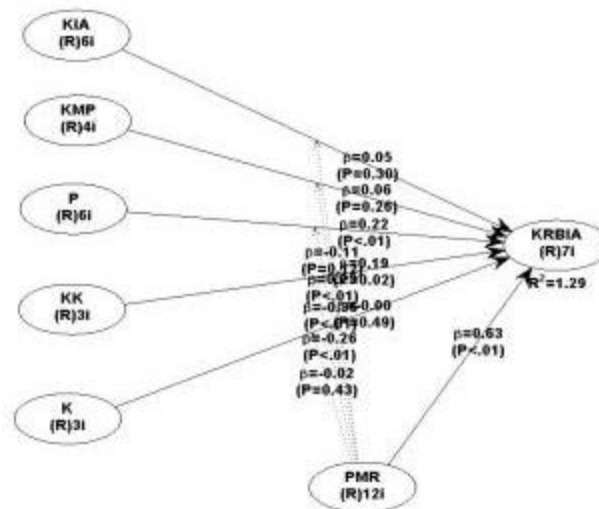 KIA
(R)6i
KMP
(R)4i
P
(R)6i
KK
(R)3i
K
(R)3i
PMR
(R)12i
KRBIA
(R)7i
R²=1.29
β=0.05
(P=0.30)
β=0.06
(P=0.26)
β=0.22
(P<.01)
β=-0.11
β=0.19
(P<.01)
(P=0.49)
β=-0.26
(P<.01)
β=-0.02
(P=0.43)
β=0.63
(P<.01)